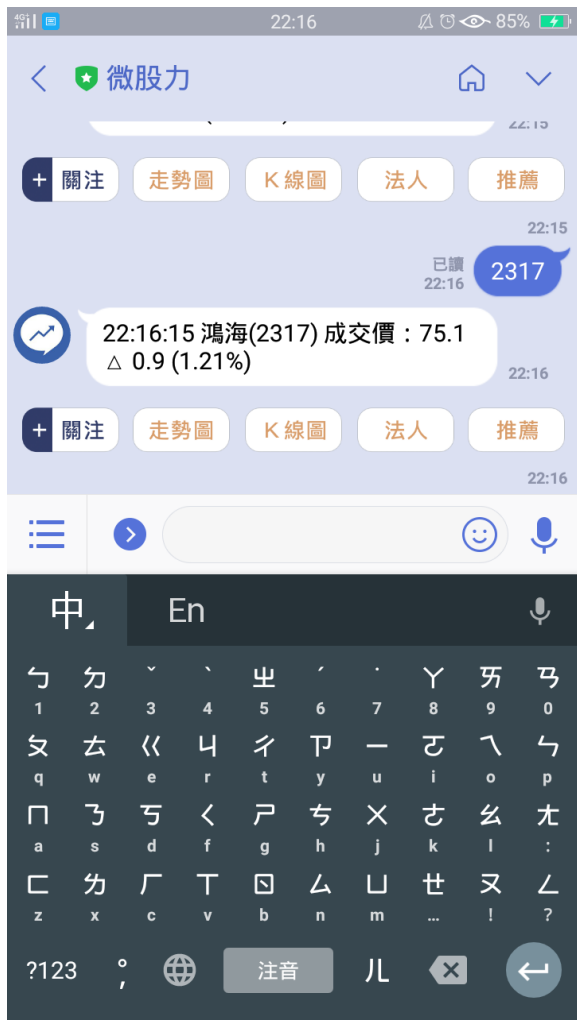 4G 22:16 85%
微股力
22:15
+ 關注 走勢圖 K線圖 法人 推薦
22:15
已讀
22:16 2317
22:16:15 鴻海(2317) 成交價：75.1
△ 0.9 (1.21%)
22:16
+ 關注 走勢圖 K線圖 法人 推薦
22:16
中 En
ㄅ ㄉ ˇ ˋ ㄓ ˊ ˙ ㄚ ㄞ ㄢ
1 2 3 4 5 6 7 8 9 0
ㄆ ㄊ ㄍ ㄐ ㄔ ㄗ ㄧ ㄛ ㄟ ㄣ
q w e r t y u i o p
ㄇ ㄋ ㄎ ㄑ ㄕ ㄘ ㄨ ㄜ ㄠ ㄤ
a s d f g h j k l :
ㄈ ㄌ ㄏ ㄒ ㄖ ㄙ ㄩ ㄝ ㄡ ㄥ
z x c v b n m … ! ?
?123 °, 注音 ㄦ